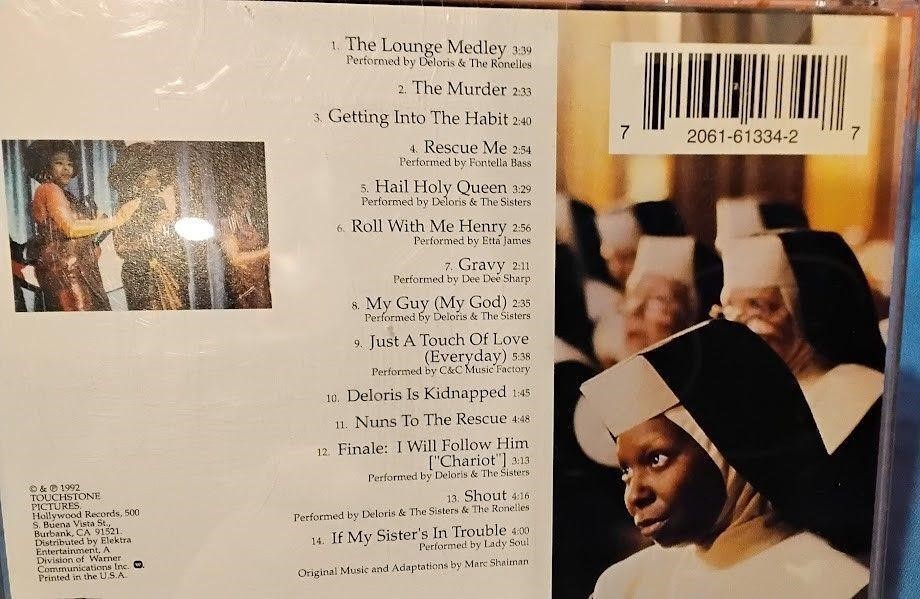 1. The Lounge Medley 3:39
Performed by Deloris & The Ronelles
2. The Murder 2:33
3. Getting Into The Habit 2:40
4. Rescue Me 2:54
Performed by Fontella Bass
5. Hail Holy Queen 3:29
Performed by Deloris & The Sisters
6. Roll With Me Henry 2:56
Performed by Etta James
7. Gravy 2:11
Performed by Dee Dee Sharp
8. My Guy (My God) 2:35
Performed by Deloris & The Sisters
9. Just A Touch Of Love
(Everyday) 5:38
Performed by C&C Music Factory
10. Deloris Is Kidnapped 1:45
11. Nuns To The Rescue 4:48
12. Finale: I Will Follow Him
["Chariot"] 3:13
Performed by Deloris & The Sisters
13. Shout 4:16
Performed by Deloris & The Sisters & The Ronelles
14. If My Sister's In Trouble 4:00
Performed by Lady Soul
Original Music and Adaptations by Marc Shaiman
© & ℗ 1992
TOUCHSTONE
PICTURES.
Hollywood Records, 500
S. Buena Vista St.,
Burbank, CA 91521.
Distributed by Elektra
Entertainment, A
Division of Warner
Communications Inc.
Printed in the U.S.A.
7 2061-61334-2 7